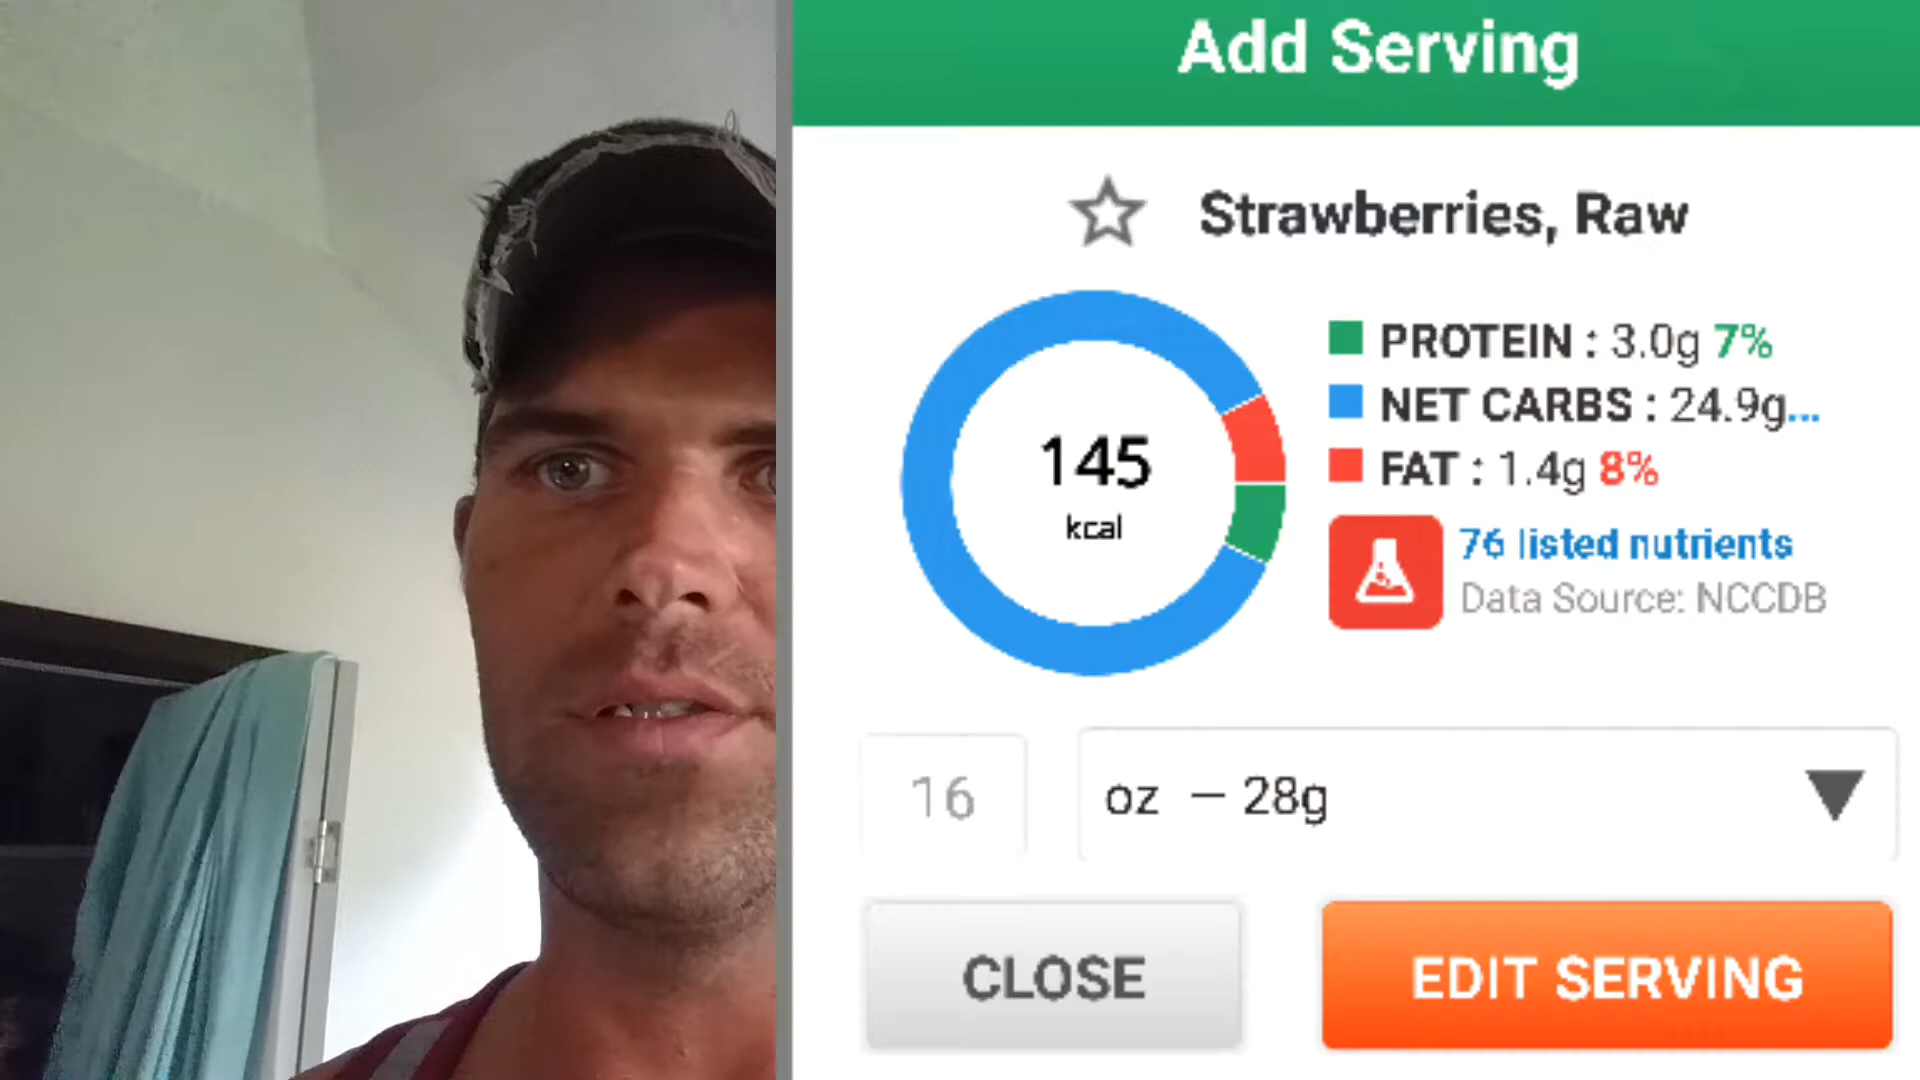 Add Serving
Strawberries, Raw
145
kcal
PROTEIN : 3.0g 7%
NET CARBS : 24.9g...
FAT : 1.4g 8%
76 listed nutrients
Data Source: NCCDB
16
oz – 28g
CLOSE
EDIT SERVING